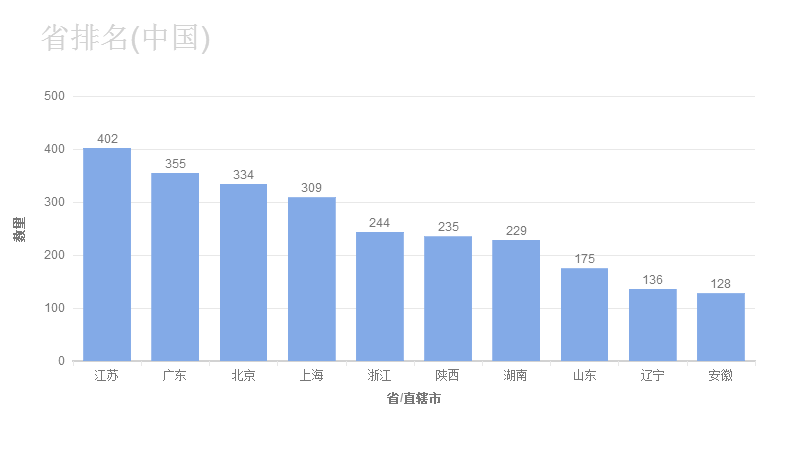 省排名(中国)
500
400
300
200
100
0
数里
402
355
334
309
244
235
229
175
136
128
江苏
广东
北京
上海
浙江
陕西
湖南
山东
辽宁
安徽
省/直辖市